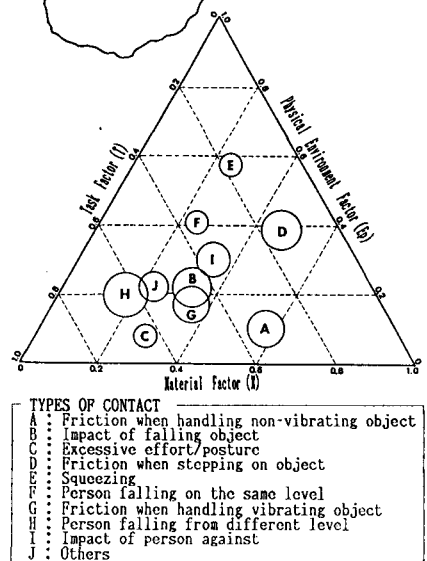 0 1.0
0.2 0.8
Physical Environment Factor (Ep)
Task Factor (T)
0.4 0.6
E
F
0.6 D 0.4
I
J B
0.8 H 0.2
G
C A
1.0
0 0.2 0.4 0.6 0.8 1.0
0
Material Factor (M)
TYPES OF CONTACT
A : Friction when handling non-vibrating object
B : Impact of falling object
C : Excessive effort/posture
D : Friction when stepping on object
E : Squeezing
F : Person falling on the same level
G : Friction when handling vibrating object
H : Person falling from different level
I : Impact of person against
J : Others